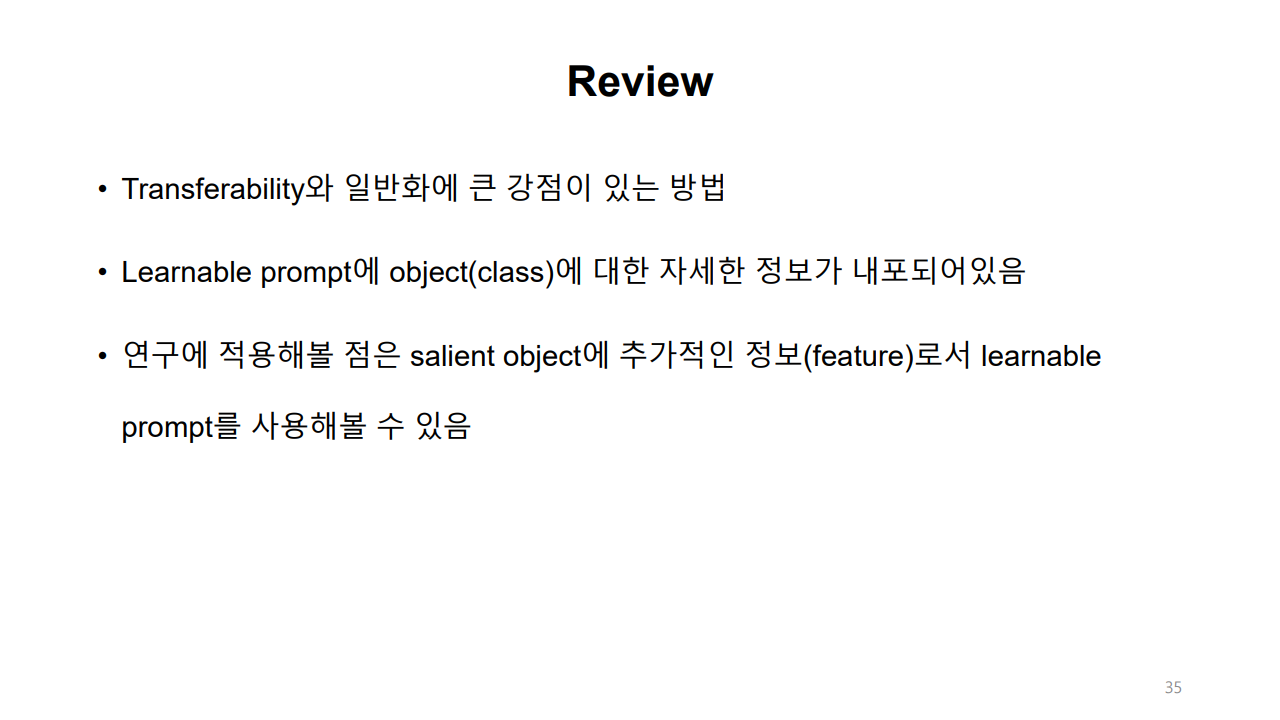 Review
• Transferability와 일반화에 큰 강점이 있는 방법
• Learnable prompt에 object(class)에 대한 자세한 정보가 내포되어있음
• 연구에 적용해볼 점은 salient object에 추가적인 정보(feature)로서 learnable
prompt를 사용해볼 수 있음
35